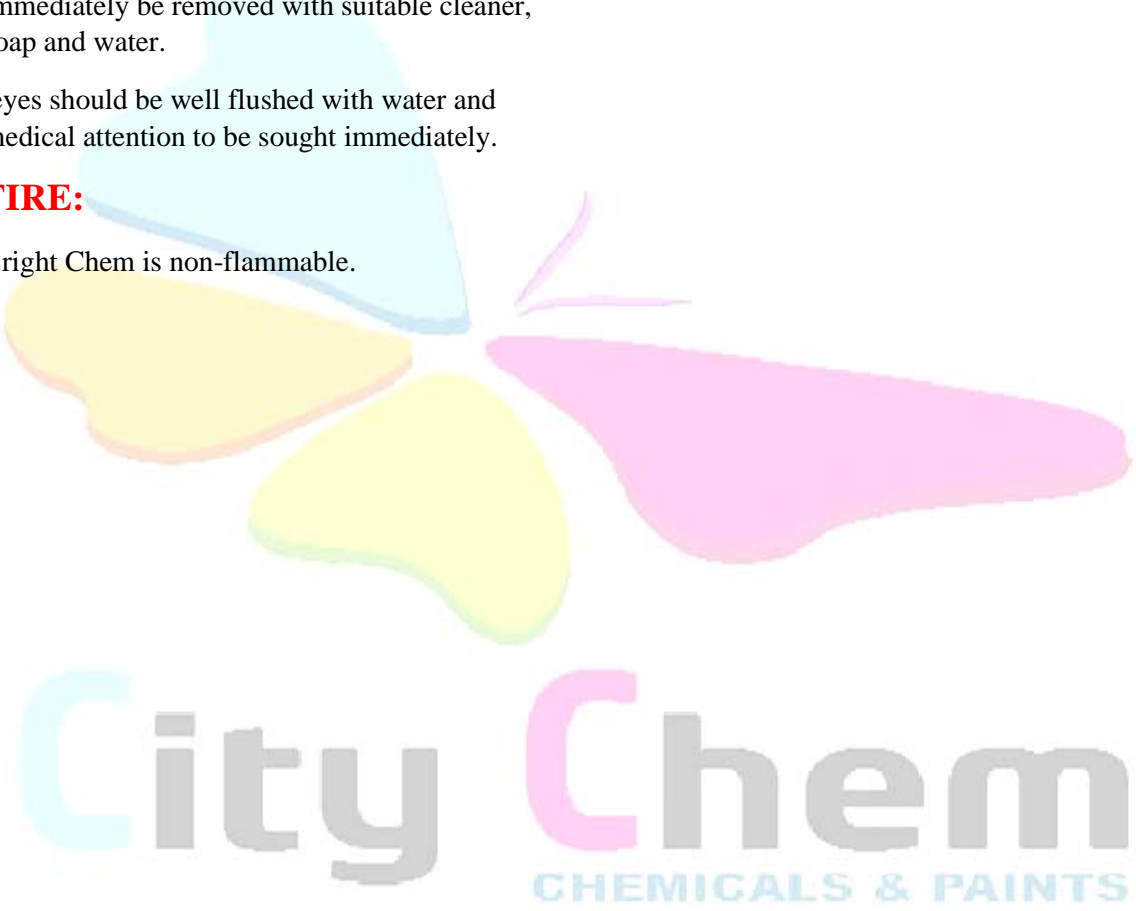 mmediately be removed with suitable cleaner,
oap and water.
eyes should be well flushed with water and
medical attention to be sought immediately.
FIRE:
right Chem is non-flammable.
City Chem
CHEMICALS & PAINTS